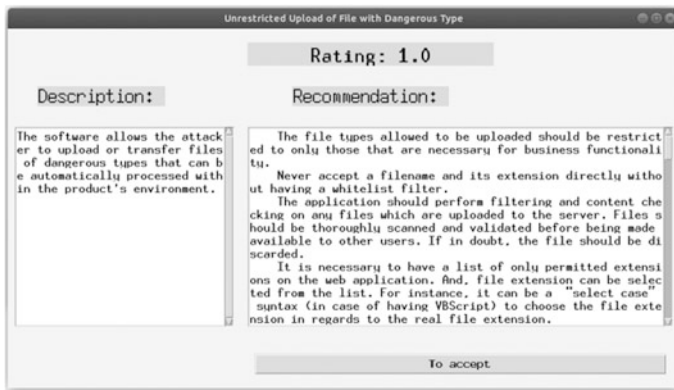 Unrestricted Upload of File with Dangerous Type
Rating: 1.0
Description:
Recommendation:
The software allows the attack
er to upload or transfer files
of dangerous types that can b
e automatically processed with
in the product's environment.
The file types allowed to be uploaded should be restrict
ed to only those that are necessary for business functionali
ty.
Never accept a filename and its extension directly witho
ut having a whitelist filter.
The application should perform filtering and content che
cking on any files which are uploaded to the server. Files s
hould be thoroughly scanned and validated before being made
available to other users. If in doubt, the file should be di
scarded.
It is necessary to have a list of only permitted extensi
ons on the web application. And, file extension can be selec
ted from the list. For instance, it can be a "select case"
syntax (in case of having VBScript) to choose the file exte
nsion in regards to the real file extension.
To accept